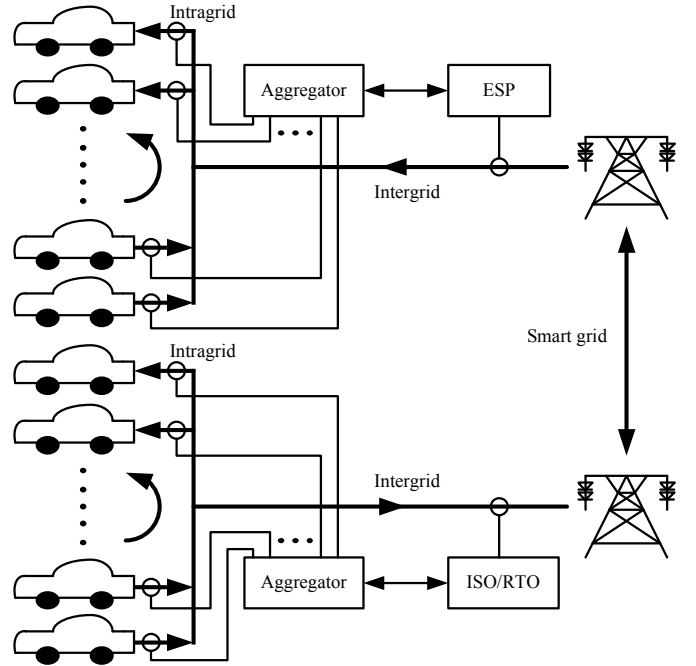 Intragrid
Aggregator
ESP
Intergrid
Smart grid
Intragrid
Intergrid
Aggregator
ISO/RTO